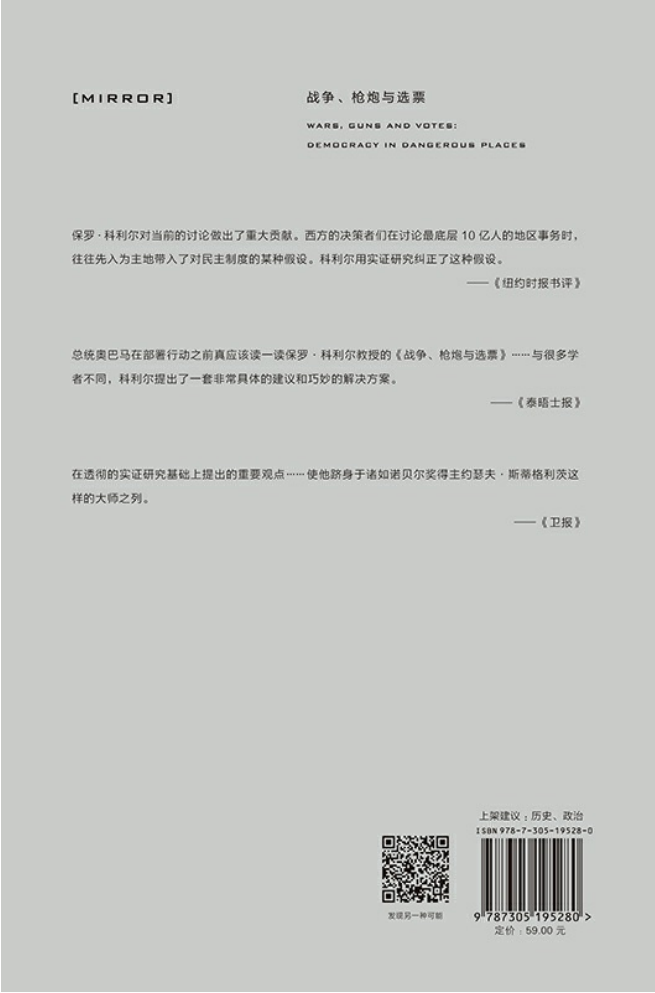 [MIRROR]
战争、枪炮与选票
WARS, GUNS AND VOTES:
DEMOCRACY IN DANGEROUS PLACES
保罗·科利尔对当前的讨论做出了重大贡献。西方的决策者们在讨论最底层 10 亿人的地区事务时，
往往先入为主地带入了对民主制度的某种假设。科利尔用实证研究纠正了这种假设。
——《纽约时报书评》
总统奥巴马在部署行动之前真应该读一读保罗·科利尔教授的《战争、枪炮与选票》……与很多学
者不同，科利尔提出了一套非常具体的建议和巧妙的解决方案。
——《泰晤士报》
在透彻的实证研究基础上提出的重要观点……使他跻身于诸如诺贝尔奖得主约瑟夫·斯蒂格利茨这
样的大师之列。
——《卫报》
上架建议：历史、政治
ISBN 978-7-305-19528-0
9 787305 195280 >
定价：59.00 元
发现另一种可能